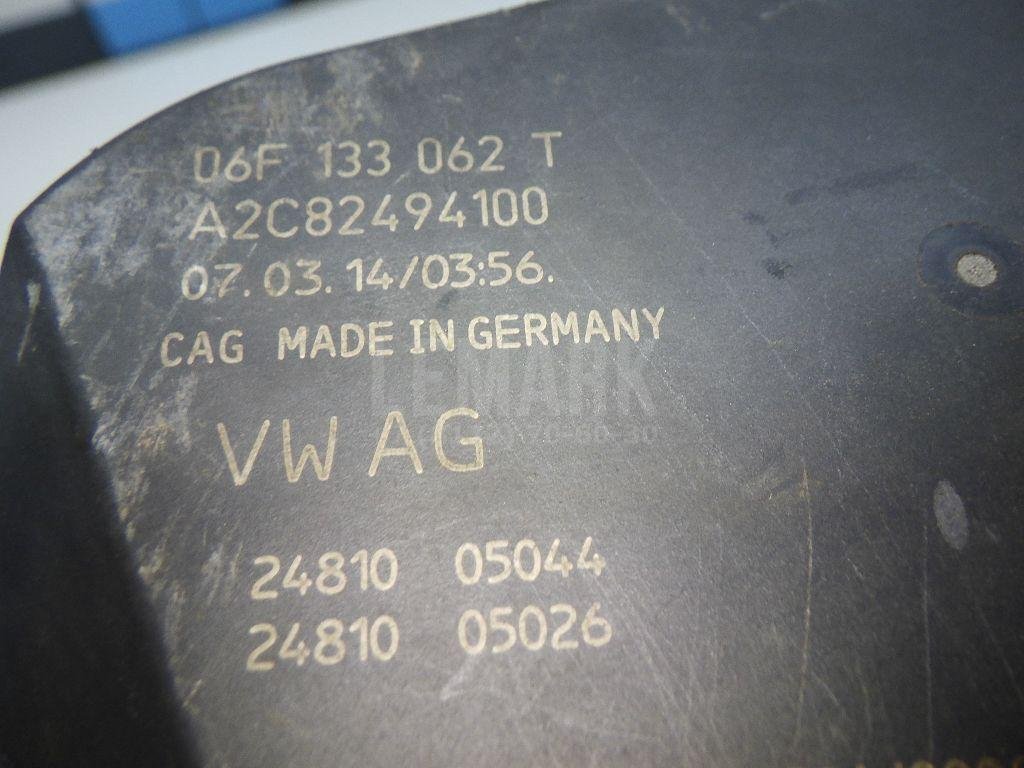 06F 133 062 T
A2C82494100
07.03.14/03:56.
CAG MADE IN GERMANY
LEMARK
VW AG
24810 05044
24810 05026